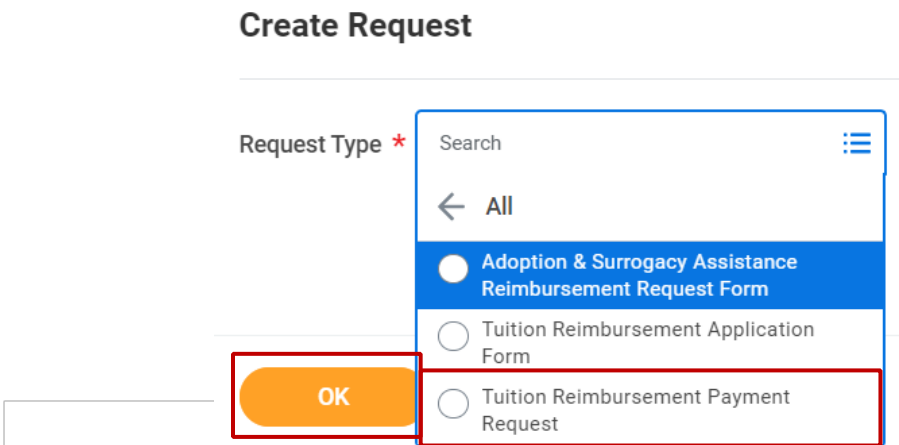 Create Request
Request Type *
Search
All
Adoption & Surrogacy Assistance
Reimbursement Request Form
Tuition Reimbursement Application
Form
OK
Tuition Reimbursement Payment
Request